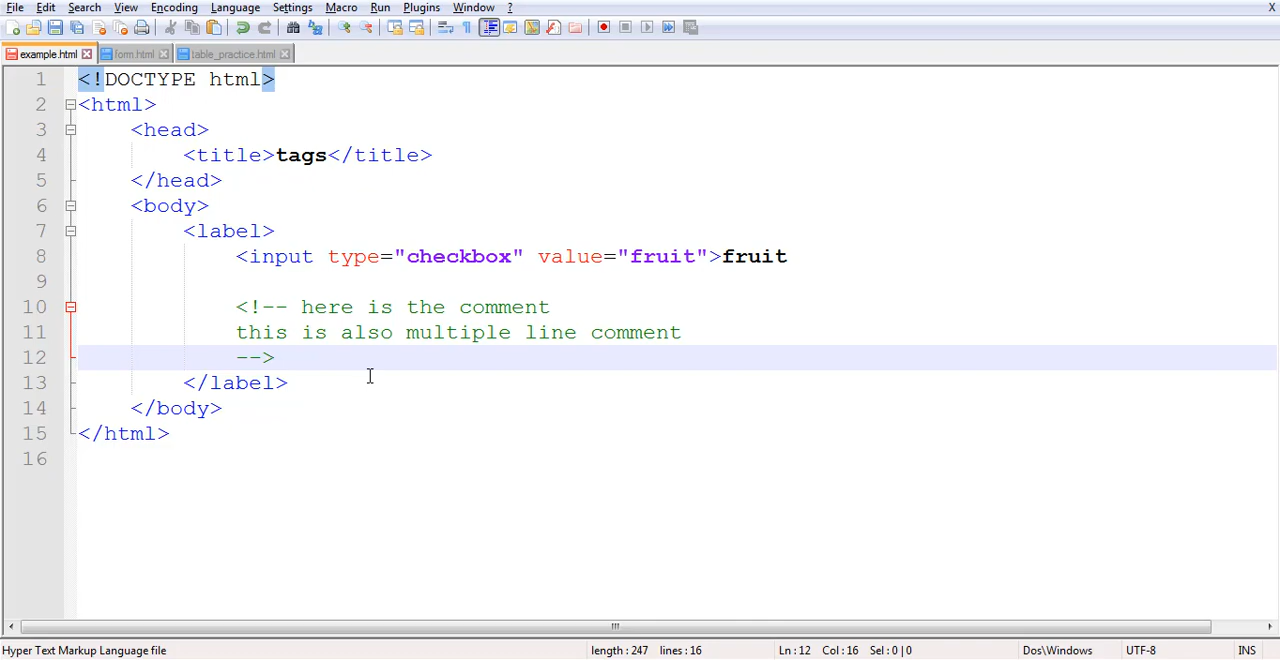 File Edit Search View Encoding Language Settings Macro Run Plugins Window ? X
example.html form.html table_practice.html
1 <!DOCTYPE html>
2 <html>
3 <head>
4 <title>tags</title>
5 </head>
6 <body>
7 <label>
8 <input type="checkbox" value="fruit">fruit
9
10 <!-- here is the comment
11 this is also multiple line comment
12 -->
13 </label>
14 </body>
15 </html>
16
Hyper Text Markup Language file length : 247 lines : 16 Ln : 12 Col : 16 Sel : 0 | 0 Dos\Windows UTF-8 INS